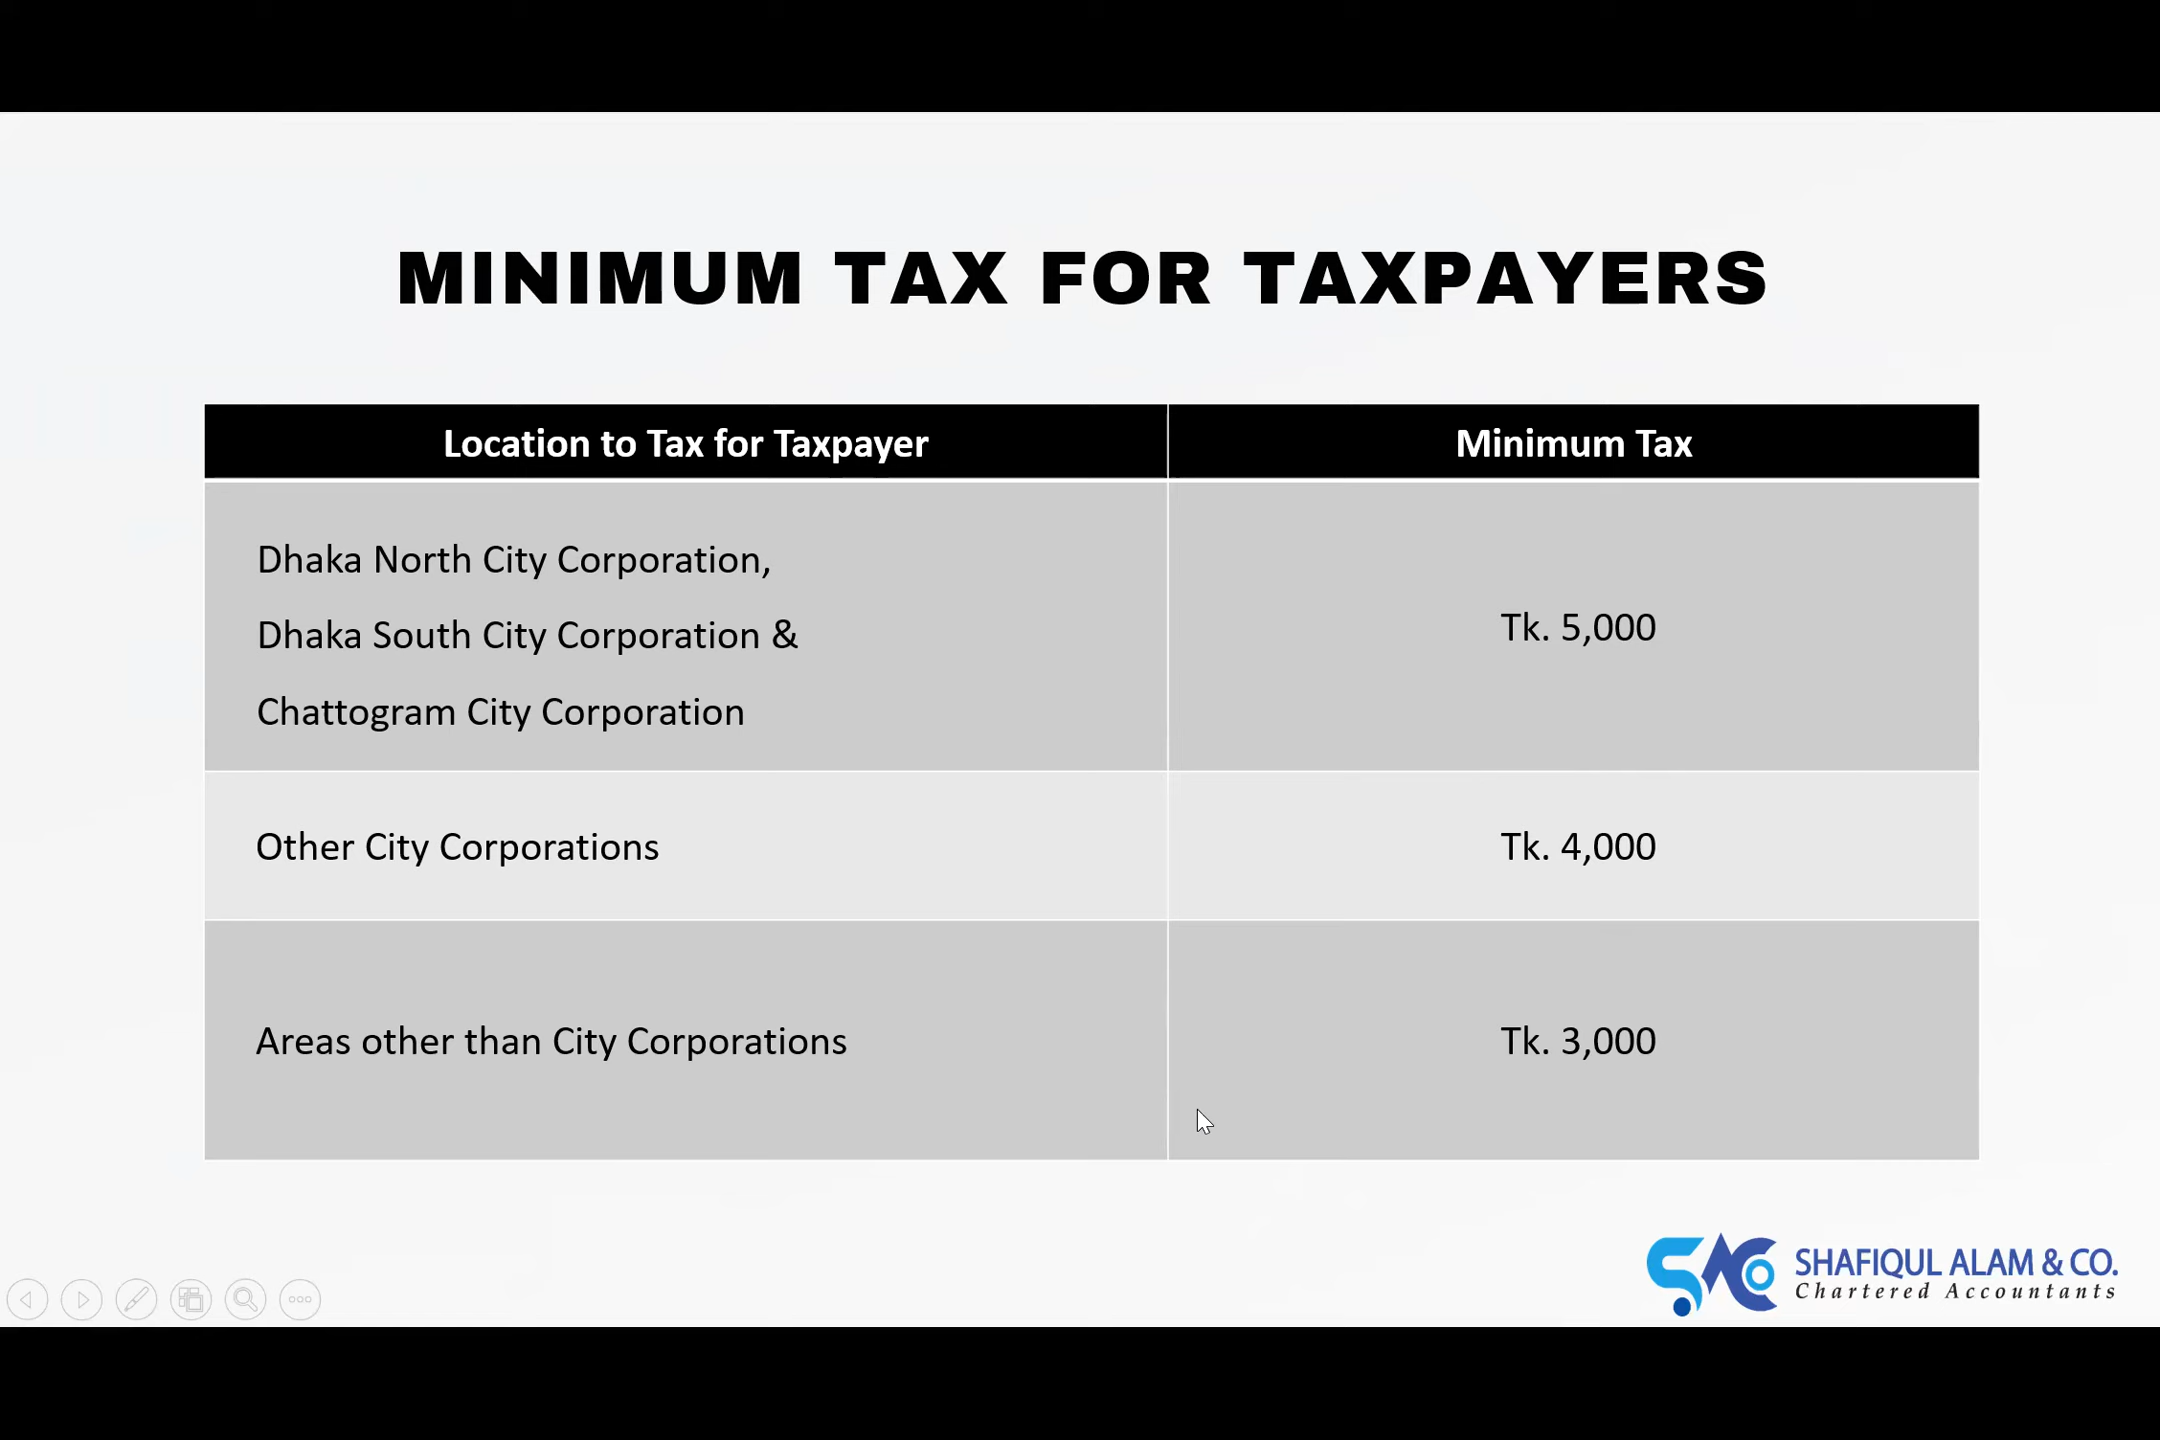 MINIMUM TAX FOR TAXPAYERS
Location to Tax for Taxpayer
Minimum Tax
Dhaka North City Corporation,
Dhaka South City Corporation &
Chattogram City Corporation
Tk. 5,000
Other City Corporations
Tk. 4,000
Areas other than City Corporations
Tk. 3,000
SACO
SHAFIQUL ALAM & CO.
Chartered Accountants